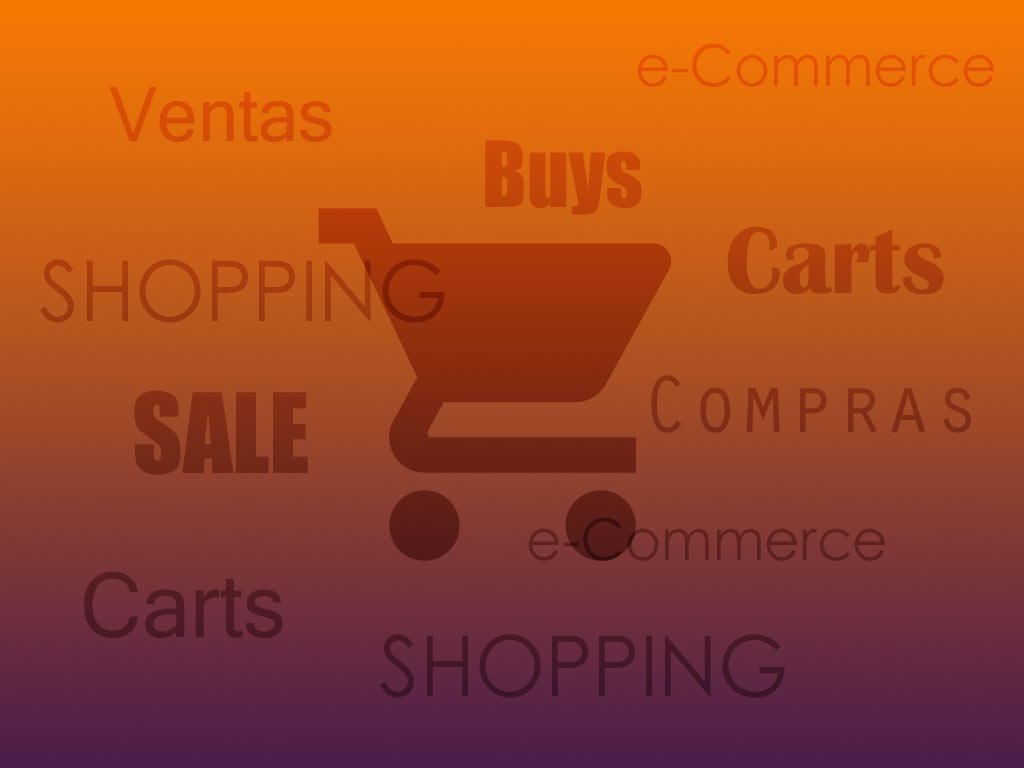 e-Commerce
Ventas
Buys
Carts
SHOPPING
COMPRAS
SALE
e-Commerce
Carts
SHOPPING